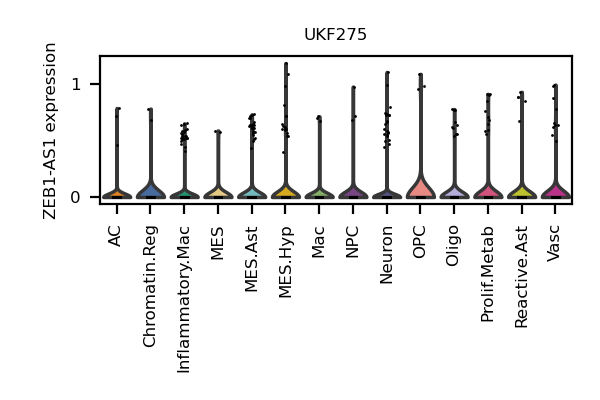 UKF275
ZEB1-AS1 expression
1
0
AC
Chromatin.Reg
Inflammatory.Mac
MES
MES.Ast
MES.Hyp
Mac
NPC
Neuron
OPC
Oligo
Prolif.Metab
Reactive.Ast
Vasc